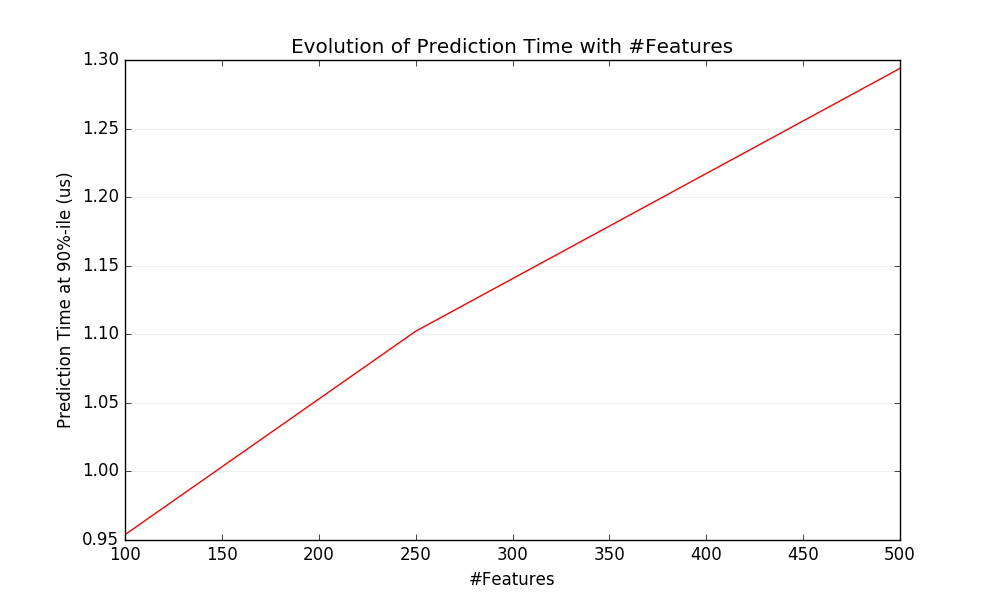 Evolution of Prediction Time with #Features
1.30
1.25
1.20
1.15
1.10
1.05
1.00
0.95
Prediction Time at 90%-ile (us)
100 150 200 250 300 350 400 450 500
#Features